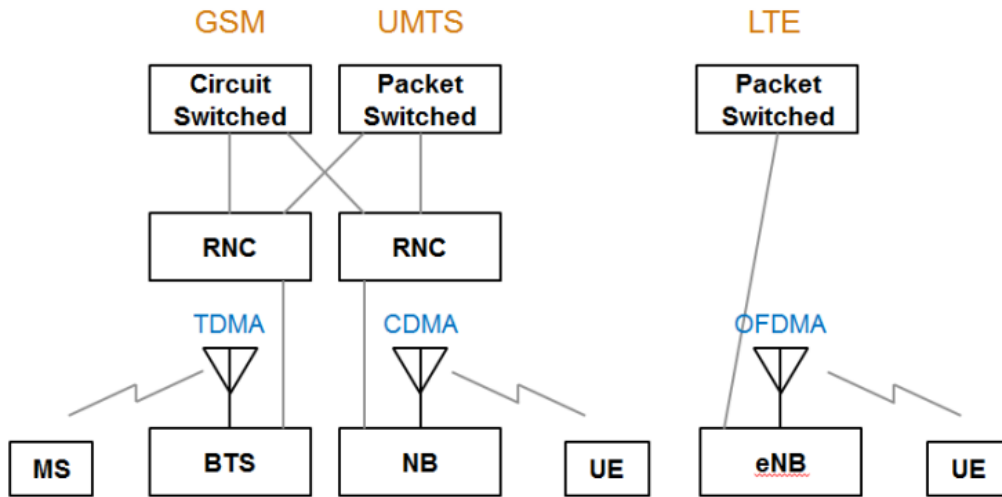 GSM
UMTS
LTE
Circuit
Switched
Packet
Switched
Packet
Switched
RNC
RNC
TDMA
CDMA
OFDMA
MS
BTS
NB
UE
eNB
UE